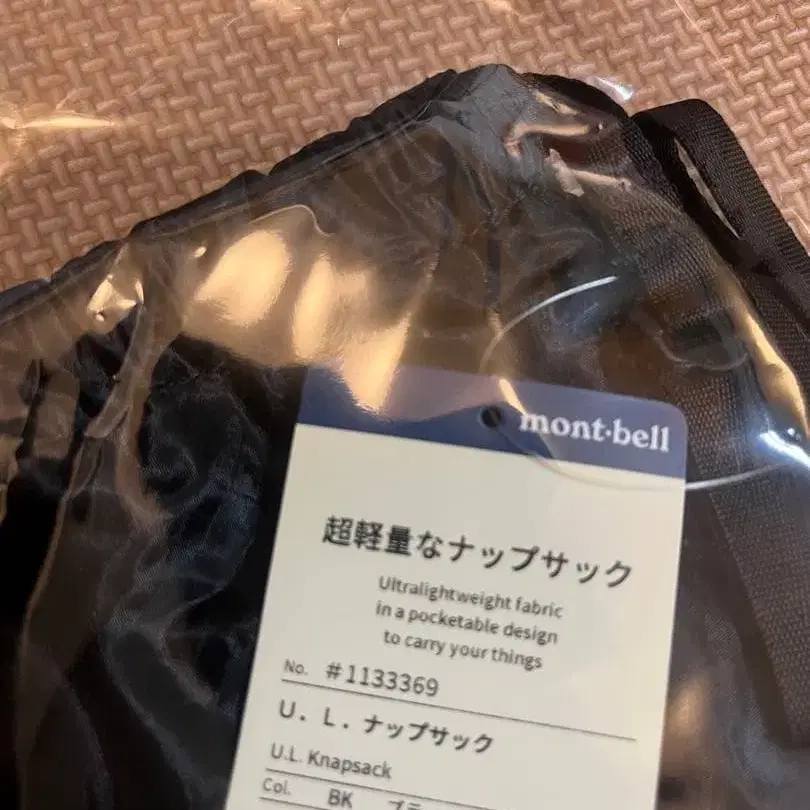 mont·bell
超軽量なナップサック
Ultralightweight fabric
in a pocketable design
to carry your things
No. #1133369
U. L. ナップサック
U.L. Knapsack
Col. BK